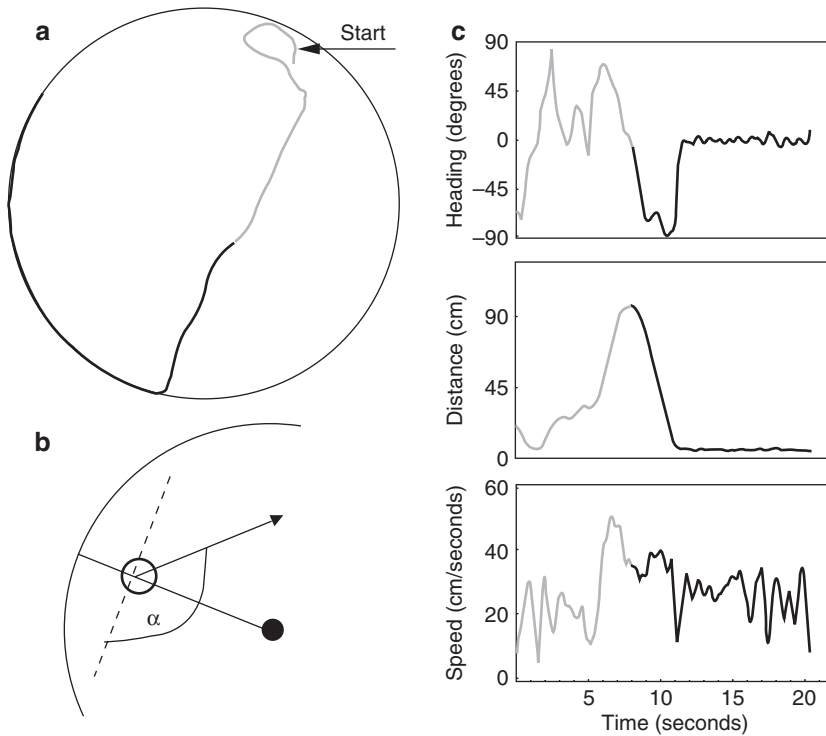 a
Start
b
α
c
Heading (degrees)
90
45
0
–45
–90
Distance (cm)
90
45
0
Speed (cm/seconds)
60
40
20
0
5
10
15
20
Time (seconds)